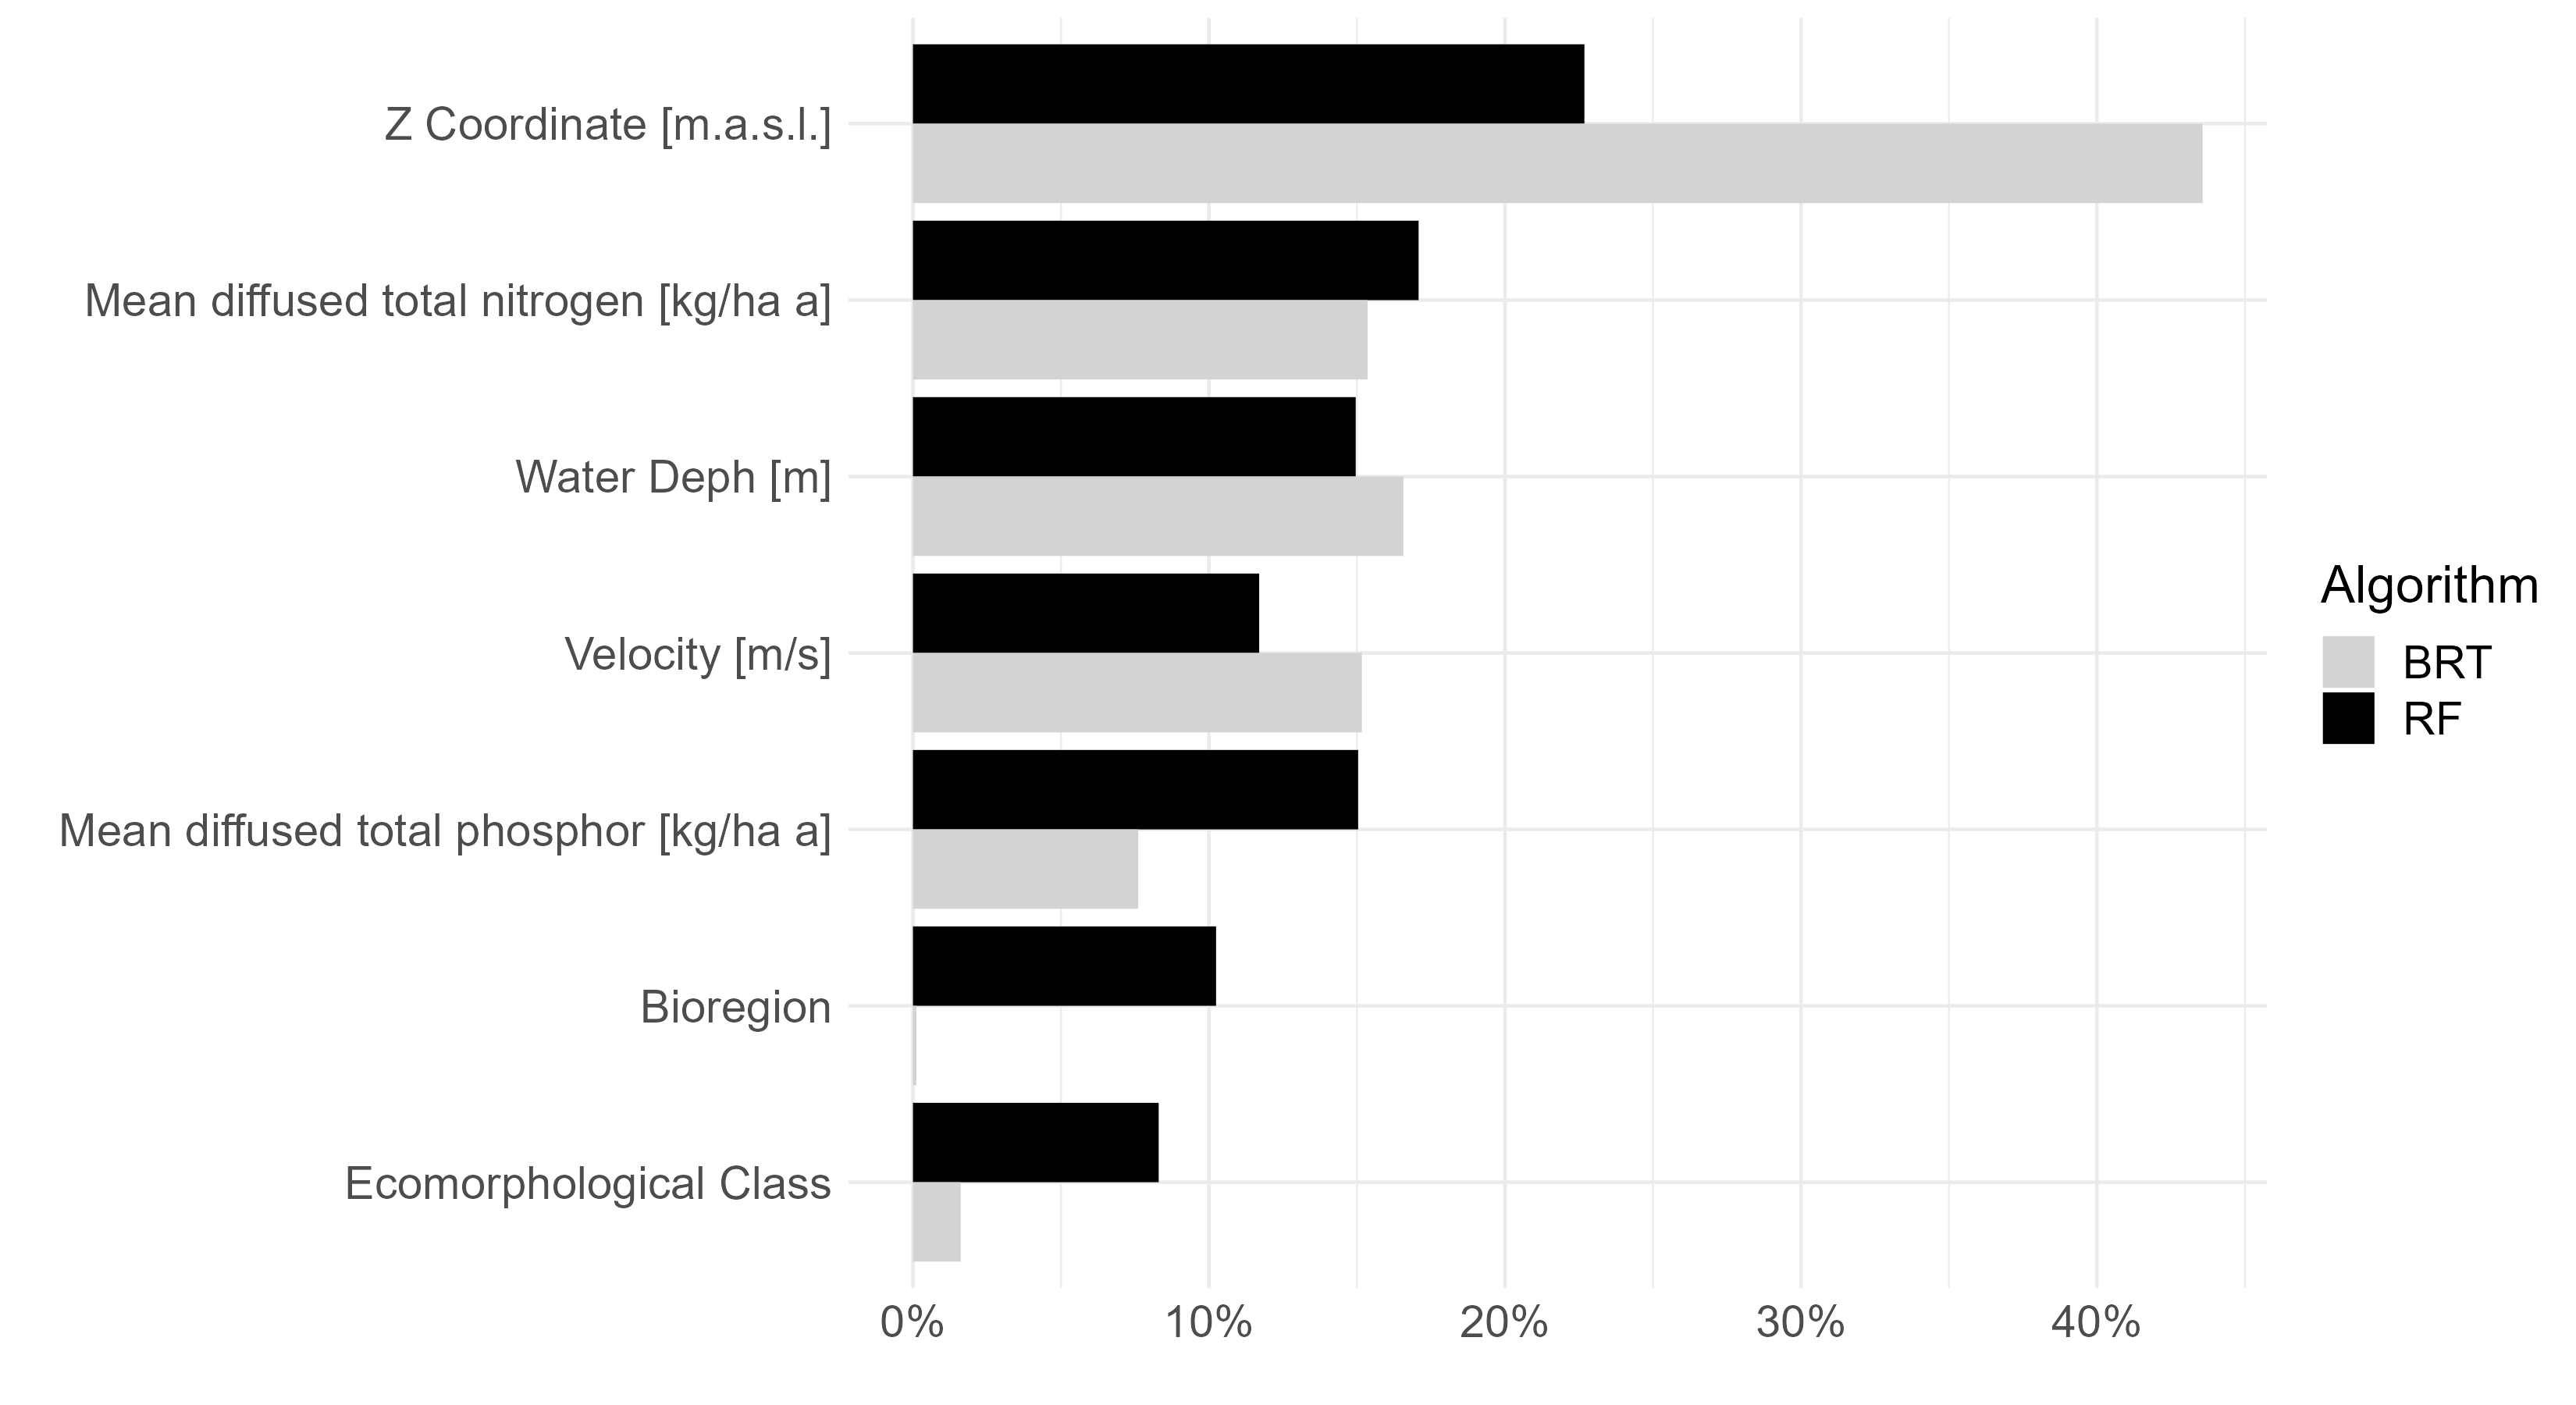 Z Coordinate [m.a.s.l.]
Mean diffused total nitrogen [kg/ha a]
Water Deph [m]
Velocity [m/s]
Mean diffused total phosphor [kg/ha a]
Bioregion
Ecomorphological Class
0% 10% 20% 30% 40%
Algorithm
BRT
RF